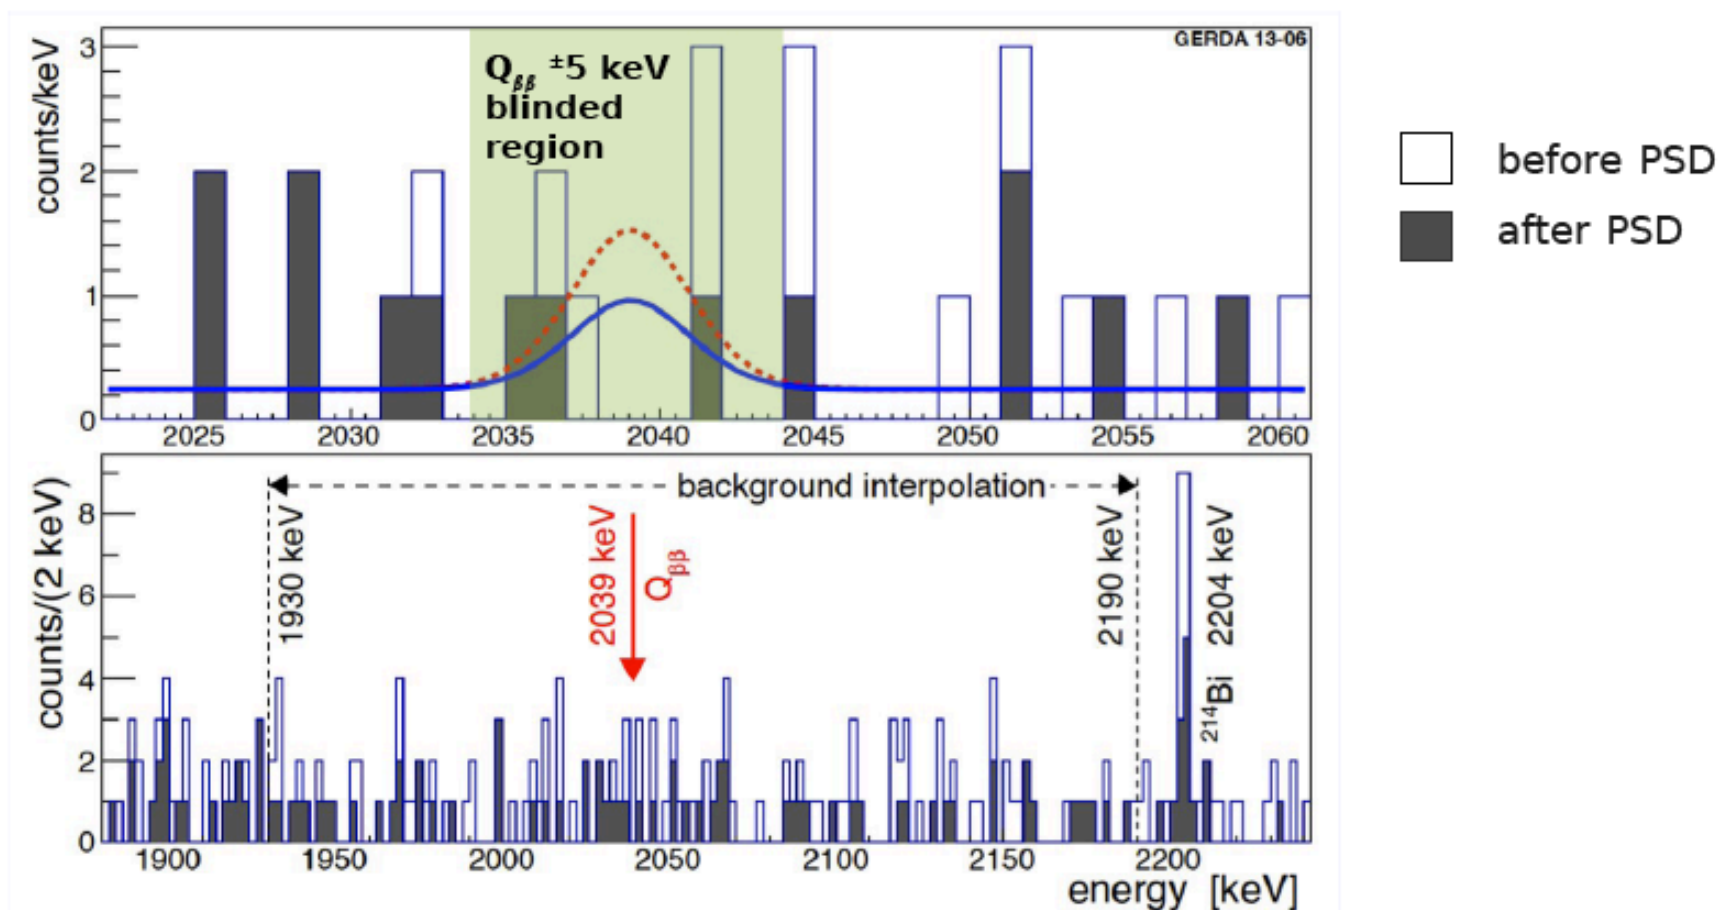 GERDA 13-06
counts/keV
3
2
1
0
Qββ ±5 keV
blinded
region
2025 2030 2035 2040 2045 2050 2055 2060
before PSD
after PSD
counts/(2 keV)
8
6
4
2
0
background interpolation
1930 keV
2039 keV
Qββ
2190 keV
2204 keV
214Bi
1900 1950 2000 2050 2100 2150 2200
energy [keV]